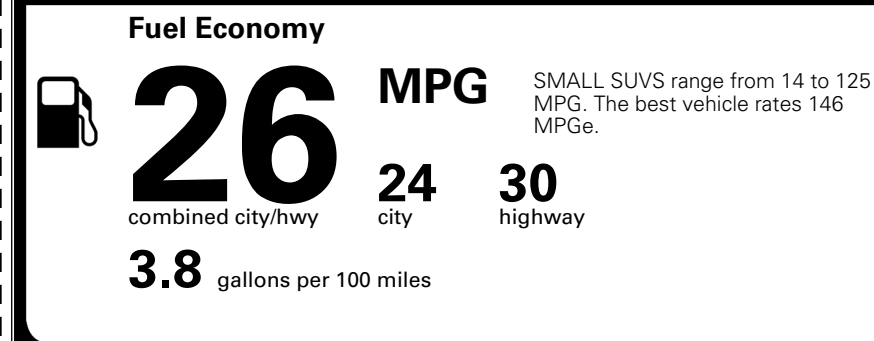 Fuel Economy
26
MPG
SMALL SUVS range from 14 to 125
MPG. The best vehicle rates 146
MPGe.
combined city/hwy
24
city
30
highway
3.8 gallons per 100 miles